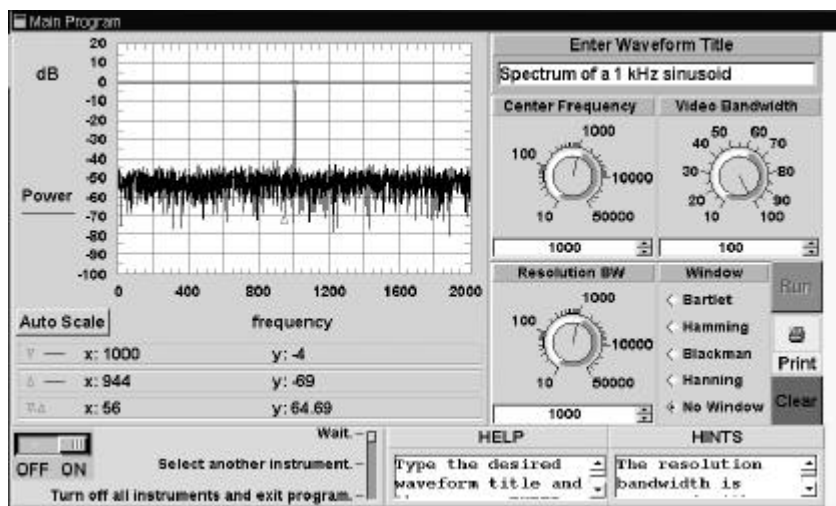 Main Program
20
10
dB
0
-10
-20
-30
-40
-50
Power
-60
-70
-80
-90
-100
0 400 800 1200 1600 2000
Auto Scale
frequency
x: 1000 y: -4
x: 944 y: -69
x: 56 y: 64.69
Enter Waveform Title
Spectrum of a 1 kHz sinusoid
Center Frequency
1000
100
10000
10 50000
1000
Video Bandwidth
50 60
40 70
30 80
20 90
10 100
100
Resolution BW
1000
100
10000
10 50000
1000
Window
Bartlet
Hamming
Blackman
Hanning
No Window
Run
Print
Clear
OFF ON
Wait.
Select another instrument.
Turn off all instruments and exit program.
HELP
Type the desired
waveform title and
HINTS
The resolution
bandwidth is